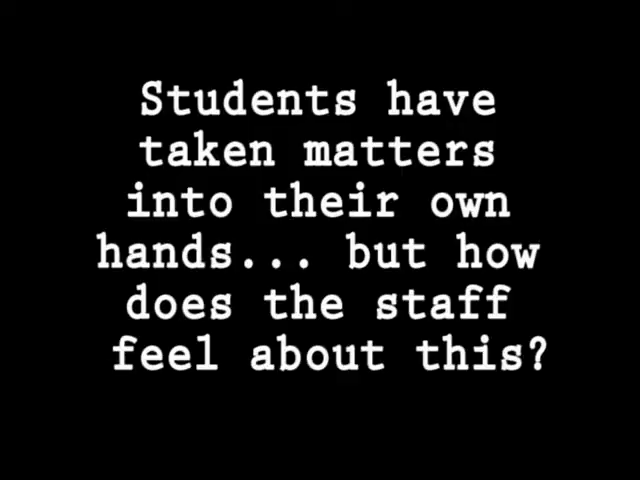 Students have
taken matters
into their own
hands... but how
does the staff
feel about this?